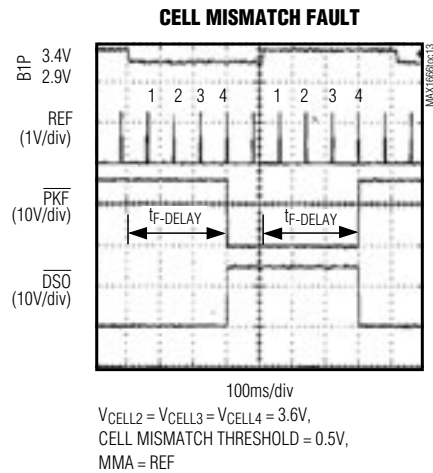 CELL MISMATCH FAULT
MAX1666toc13
B1P
3.4V
2.9V
1 2 3 4 1 2 3 4
REF
(1V/div)
PKF
(10V/div)
tF-DELAY tF-DELAY
DSO
(10V/div)
100ms/div
VCELL2 = VCELL3 = VCELL4 = 3.6V,
CELL MISMATCH THRESHOLD = 0.5V,
MMA = REF